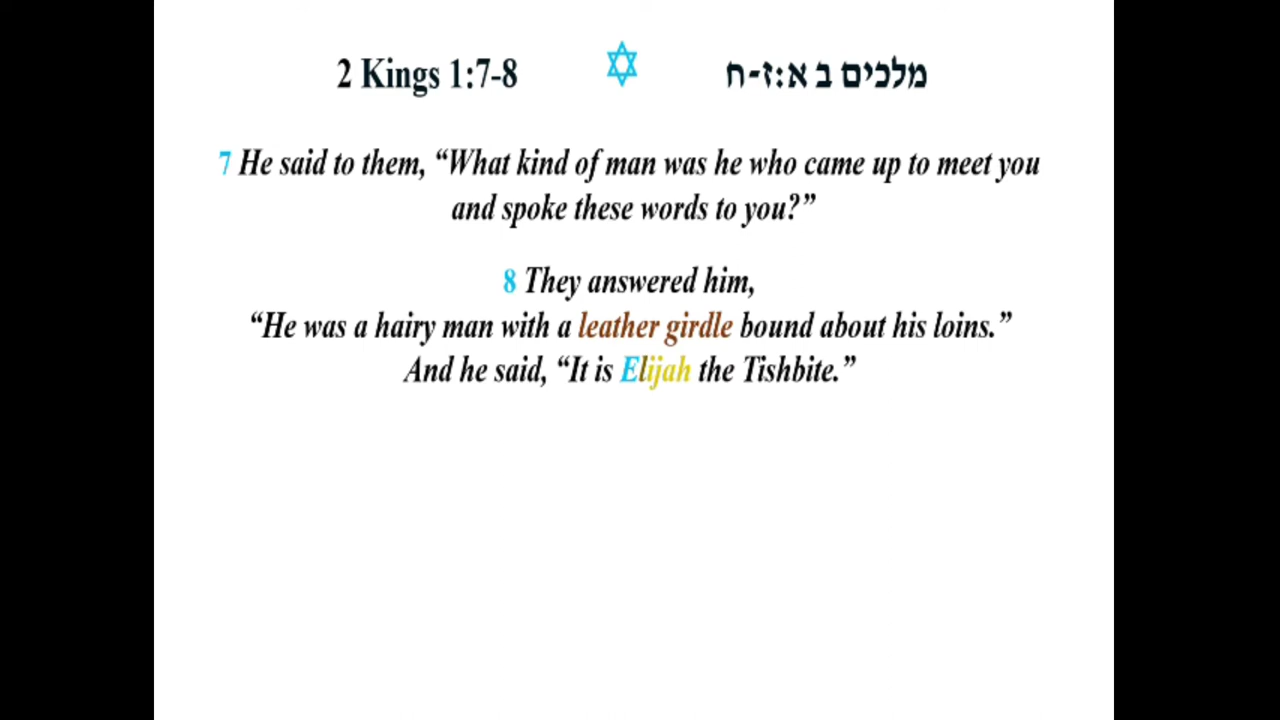 2 Kings 1:7-8 מלכים ב א:ז-ח
7 He said to them, “What kind of man was he who came up to meet you
and spoke these words to you?”
8 They answered him,
“He was a hairy man with a leather girdle bound about his loins.”
And he said, “It is Elijah the Tishbite.”